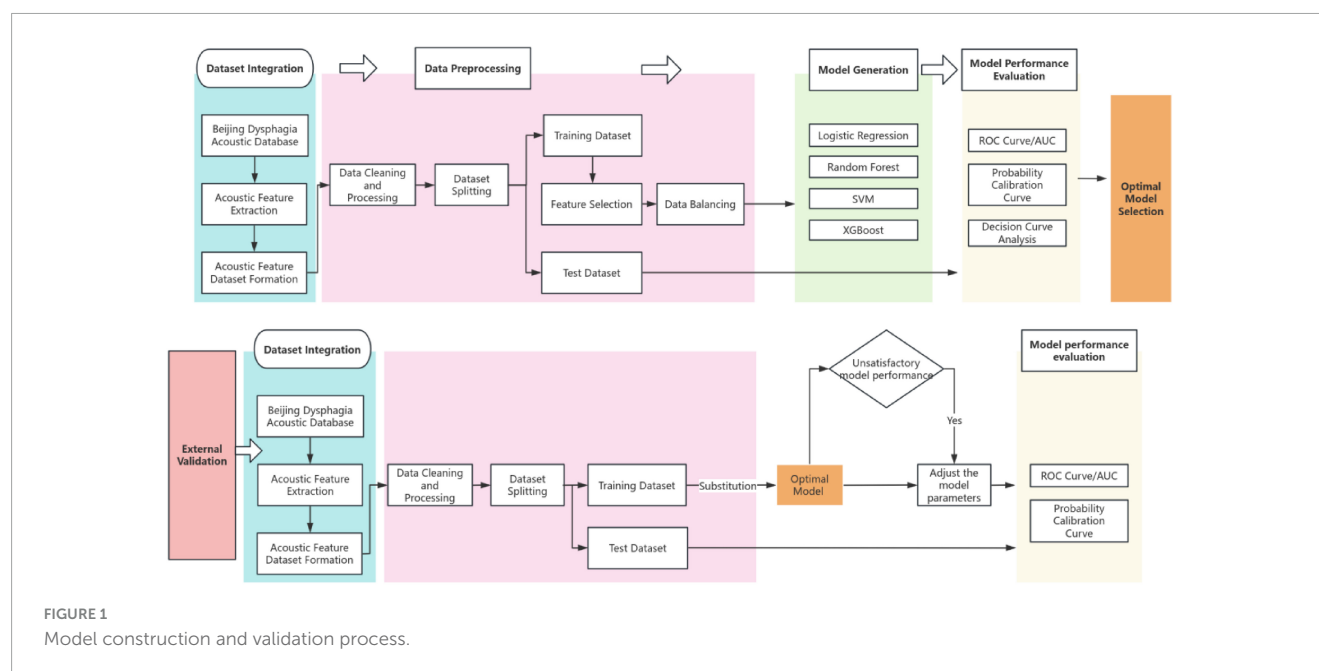 Dataset Integration
Data Preprocessing
Model Generation
Model Performance
Evaluation
Beijing Dysphagia
Acoustic Database
Acoustic Feature
Extraction
Acoustic Feature
Dataset Formation
Data Cleaning
and
Processing
Dataset
Splitting
Training Dataset
Feature Selection
Data Balancing
Test Dataset
Logistic Regression
Random Forest
SVM
XGBoost
ROC Curve/AUC
Probability
Calibration
Curve
Decision Curve
Analysis
Optimal
Model
Selection
External
Validation
Dataset Integration
Beijing Dysphagia
Acoustic Database
Acoustic Feature
Extraction
Acoustic Feature
Dataset Formation
Data Cleaning
and
Processing
Dataset
Splitting
Training Dataset
Test Dataset
Substitution
Optimal
Model
Unsatisfactory
model performance
Yes
Adjust the
model
parameters
Model performance
evaluation
ROC Curve/AUC
Probability
Calibration
Curve
FIGURE 1
Model construction and validation process.